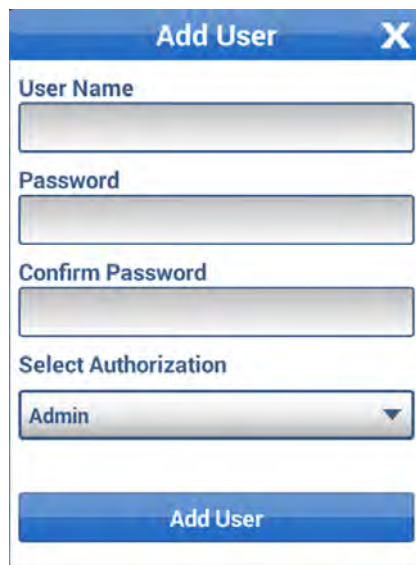 Add User X
User Name
Password
Confirm Password
Select Authorization
Admin
Add User